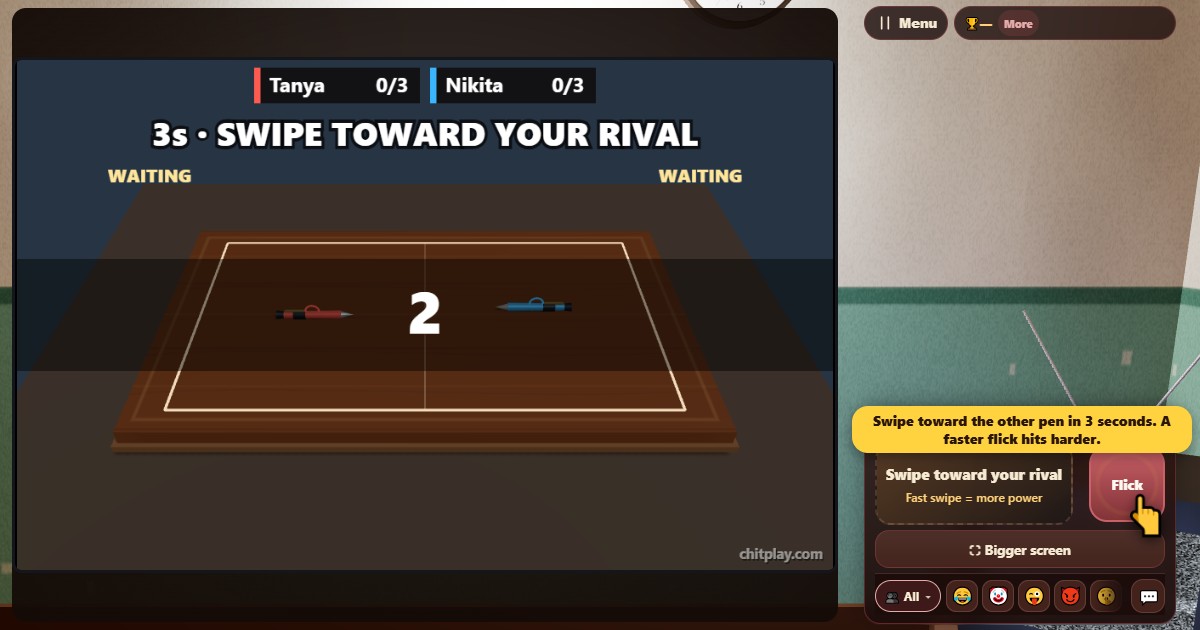 Menu
— More
Tanya 0/3
Nikita 0/3
3s · SWIPE TOWARD YOUR RIVAL
WAITING
WAITING
2
Swipe toward the other pen in 3 seconds. A
faster flick hits harder.
Swipe toward your rival
Fast swipe = more power
Flick
Bigger screen
chitplay.com
All